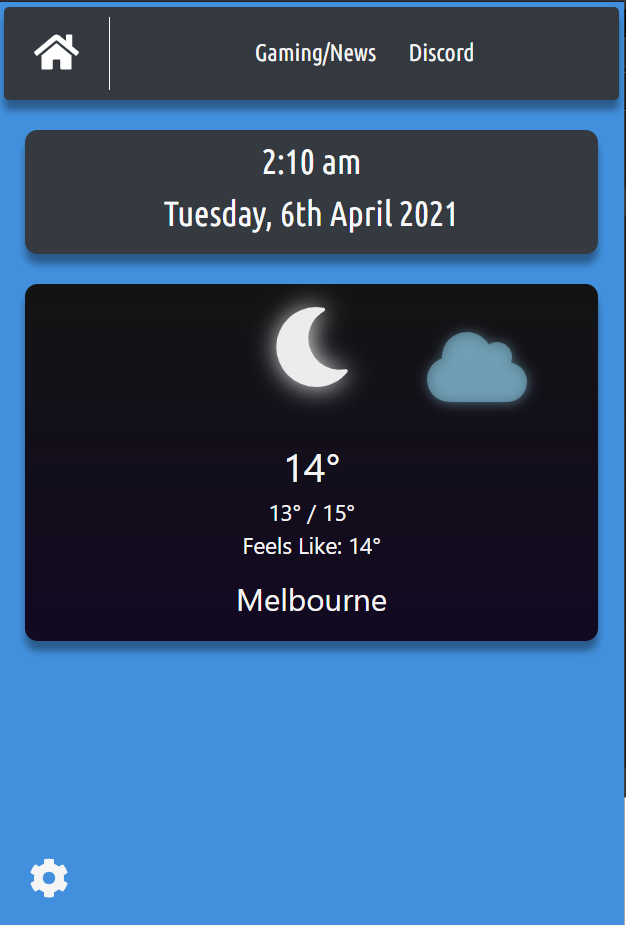 Gaming/News Discord
2:10 am
Tuesday, 6th April 2021
14°
13° / 15°
Feels Like: 14°
Melbourne